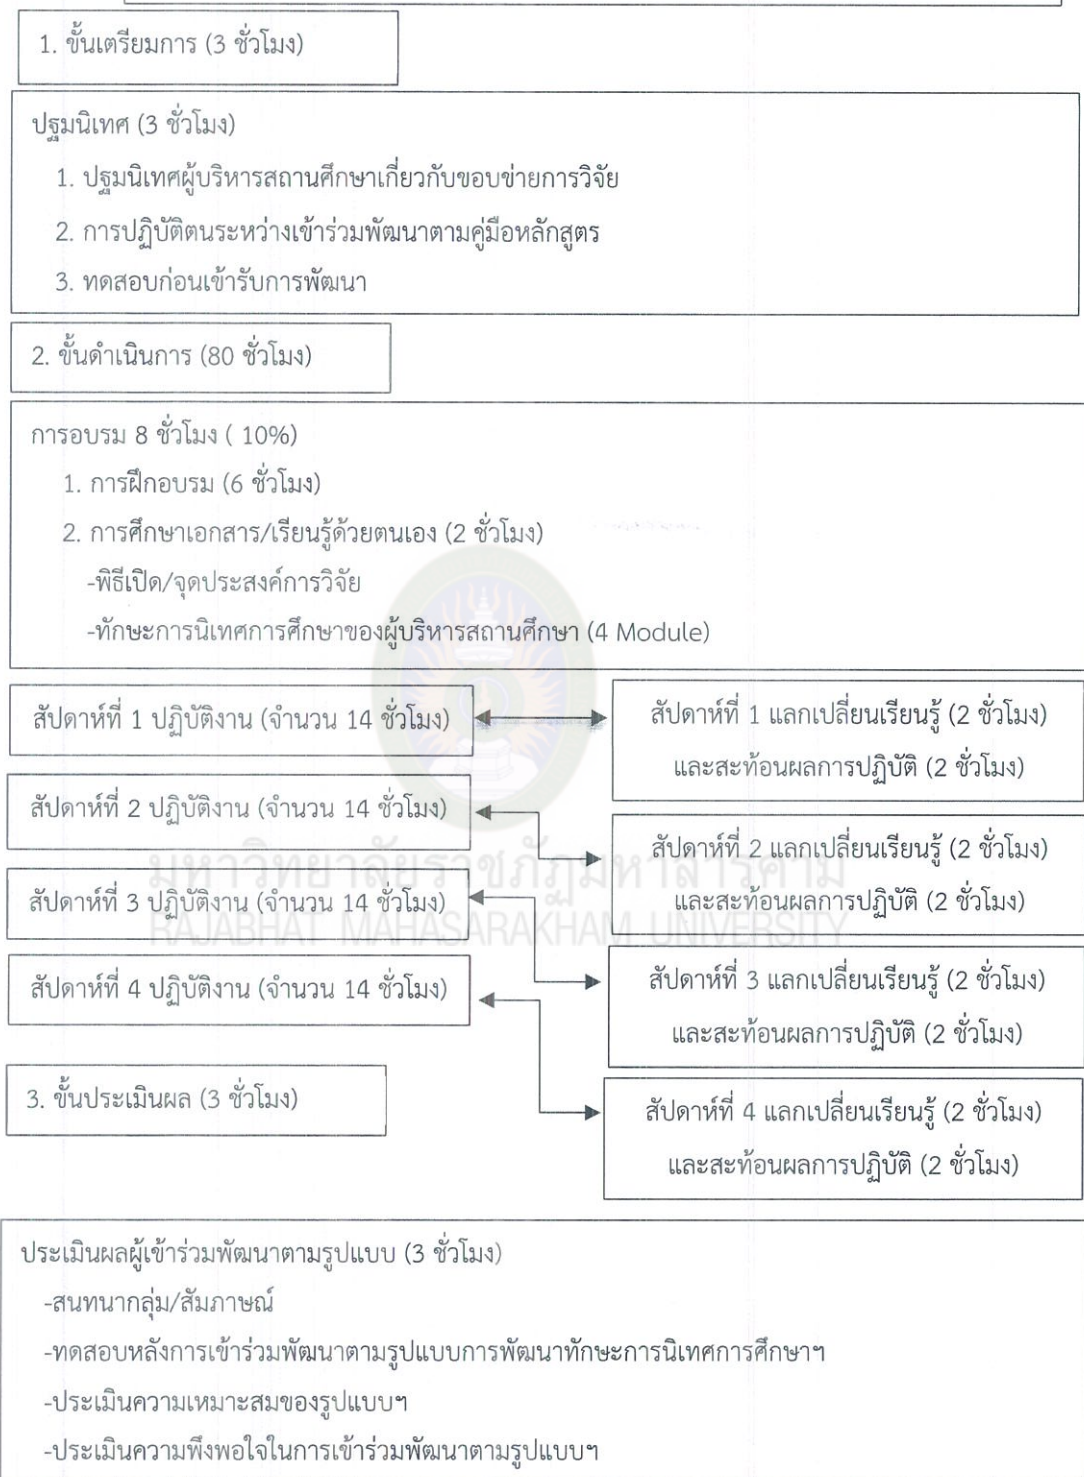 1. ขั้นเตรียมการ (3 ชั่วโมง)
ปฐมนิเทศ (3 ชั่วโมง)
1. ปฐมนิเทศผู้บริหารสถานศึกษาเกี่ยวกับขอบข่ายการวิจัย
2. การปฏิบัติตนระหว่างเข้าร่วมพัฒนาตามคู่มือหลักสูตร
3. ทดสอบก่อนเข้ารับการพัฒนา
2. ขั้นดำเนินการ (80 ชั่วโมง)
การอบรม 8 ชั่วโมง ( 10%)
1. การฝึกอบรม (6 ชั่วโมง)
2. การศึกษาเอกสาร/เรียนรู้ด้วยตนเอง (2 ชั่วโมง)
-พิธีเปิด/จุดประสงค์การวิจัย
-ทักษะการนิเทศการศึกษาของผู้บริหารสถานศึกษา (4 Module)
สัปดาห์ที่ 1 ปฏิบัติงาน (จำนวน 14 ชั่วโมง)
สัปดาห์ที่ 1 แลกเปลี่ยนเรียนรู้ (2 ชั่วโมง)
และสะท้อนผลการปฏิบัติ (2 ชั่วโมง)
สัปดาห์ที่ 2 ปฏิบัติงาน (จำนวน 14 ชั่วโมง)
สัปดาห์ที่ 2 แลกเปลี่ยนเรียนรู้ (2 ชั่วโมง)
และสะท้อนผลการปฏิบัติ (2 ชั่วโมง)
มหาวิทยาลัยราชภัฏมหาสารคาม
RAJABHAT MAHASARAKHAM UNIVERSITY
สัปดาห์ที่ 3 ปฏิบัติงาน (จำนวน 14 ชั่วโมง)
สัปดาห์ที่ 3 แลกเปลี่ยนเรียนรู้ (2 ชั่วโมง)
และสะท้อนผลการปฏิบัติ (2 ชั่วโมง)
สัปดาห์ที่ 4 ปฏิบัติงาน (จำนวน 14 ชั่วโมง)
สัปดาห์ที่ 4 แลกเปลี่ยนเรียนรู้ (2 ชั่วโมง)
และสะท้อนผลการปฏิบัติ (2 ชั่วโมง)
3. ขั้นประเมินผล (3 ชั่วโมง)
ประเมินผลผู้เข้าร่วมพัฒนาตามรูปแบบ (3 ชั่วโมง)
-สนทนากลุ่ม/สัมภาษณ์
-ทดสอบหลังการเข้าร่วมพัฒนาตามรูปแบบการพัฒนาทักษะการนิเทศการศึกษาฯ
-ประเมินความเหมาะสมของรูปแบบฯ
-ประเมินความพึงพอใจในการเข้าร่วมพัฒนาตามรูปแบบฯ